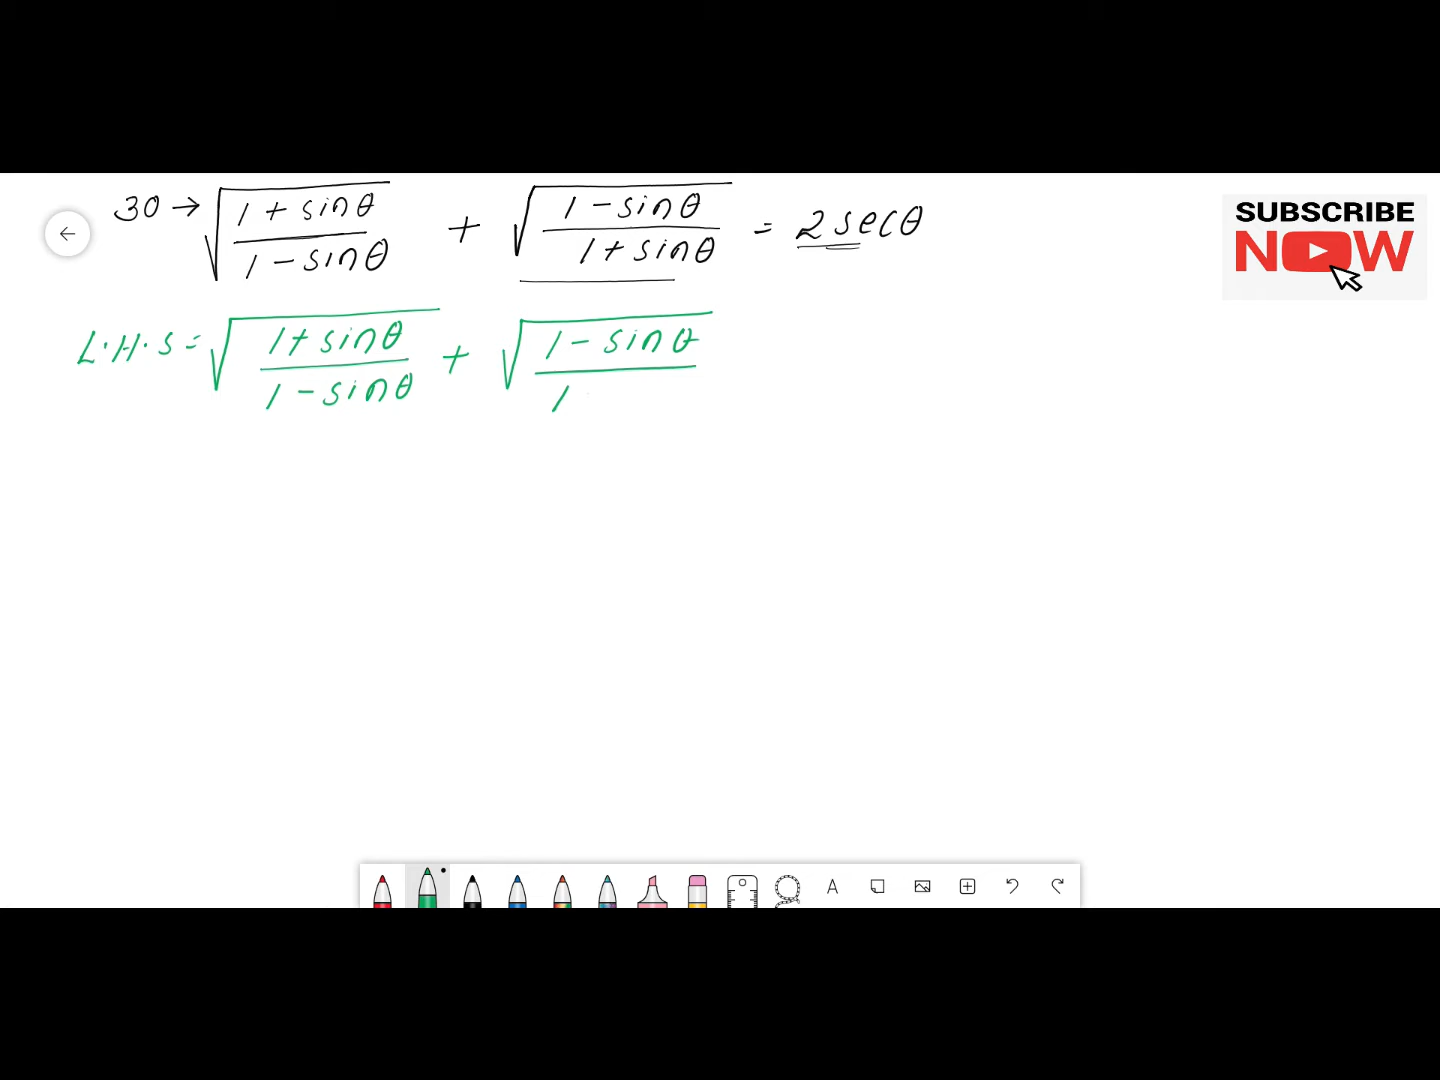 30 → √((1 + sinθ)/(1 - sinθ)) + √((1 - sinθ)/(1 + sinθ)) = 2secθ
L.H.S = √((1 + sinθ)/(1 - sinθ)) + √((1 - sinθ)/(1
SUBSCRIBE
NOW
A